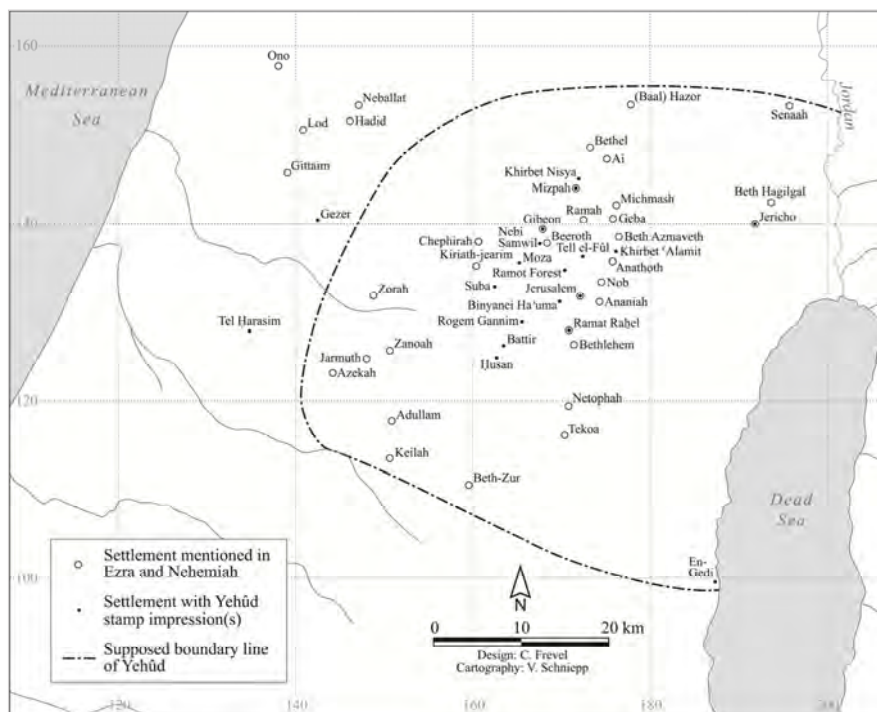 160
Ono
Mediterranean
Sea
Neballat
Hadid
Lod
Gittaim
(Baal) Hazor
Senaah
Jordan
Bethel
Ai
Khirbet Nisya
Mizpah
Michmash
Beth Hagilgal
Ramah
Geba
Jericho
140
Gezer
Gibeon
Nebi
Samwil
Beeroth
Beth Azmaveth
Chephirah
Tell el-Fûl
Khirbet ʿAlamit
Kiriath-jearim
Moza
Anathoth
Ramot Forest
Nob
Suba
Jerusalem
Zorah
Binyanei Haʾuma
Ananiah
Tel Harasim
Rogem Gannim
Ramat Raḥel
Zanoah
Battir
Bethlehem
Jarmuth
Ḥusan
Azekah
120
Netophah
Adullam
Tekoa
Keilah
Beth-Zur
Dead
Sea
En-
Gedi
100
Settlement mentioned in
Ezra and Nehemiah
Settlement with Yehûd
stamp impression(s)
Supposed boundary line
of Yehûd
N
0 10 20 km
Design: C. Frevel
Cartography: V. Schniepp
120 140 160 180 200